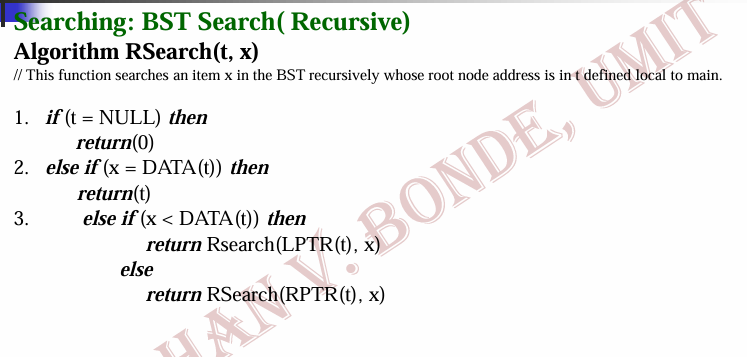 Searching: BST Search( Recursive)
Algorithm RSearch(t, x)
// This function searches an item x in the BST recursively whose root node address is in t defined local to main.
1. if (t = NULL) then
return(0)
2. else if (x = DATA(t)) then
return(t)
3. else if (x < DATA(t)) then
return Rsearch(LPTR(t), x)
else
return RSearch(RPTR(t), x)
HAN V. BONDE, UMIT